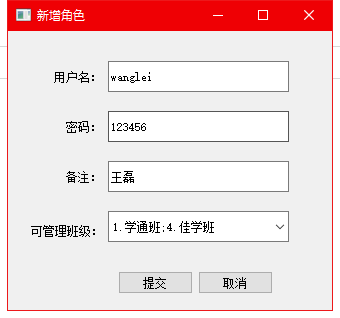 新增角色
用户名: wanglei
密码: 123456
备注: 王磊
可管理班级: 1.学通班;4.佳学班
提交 取消